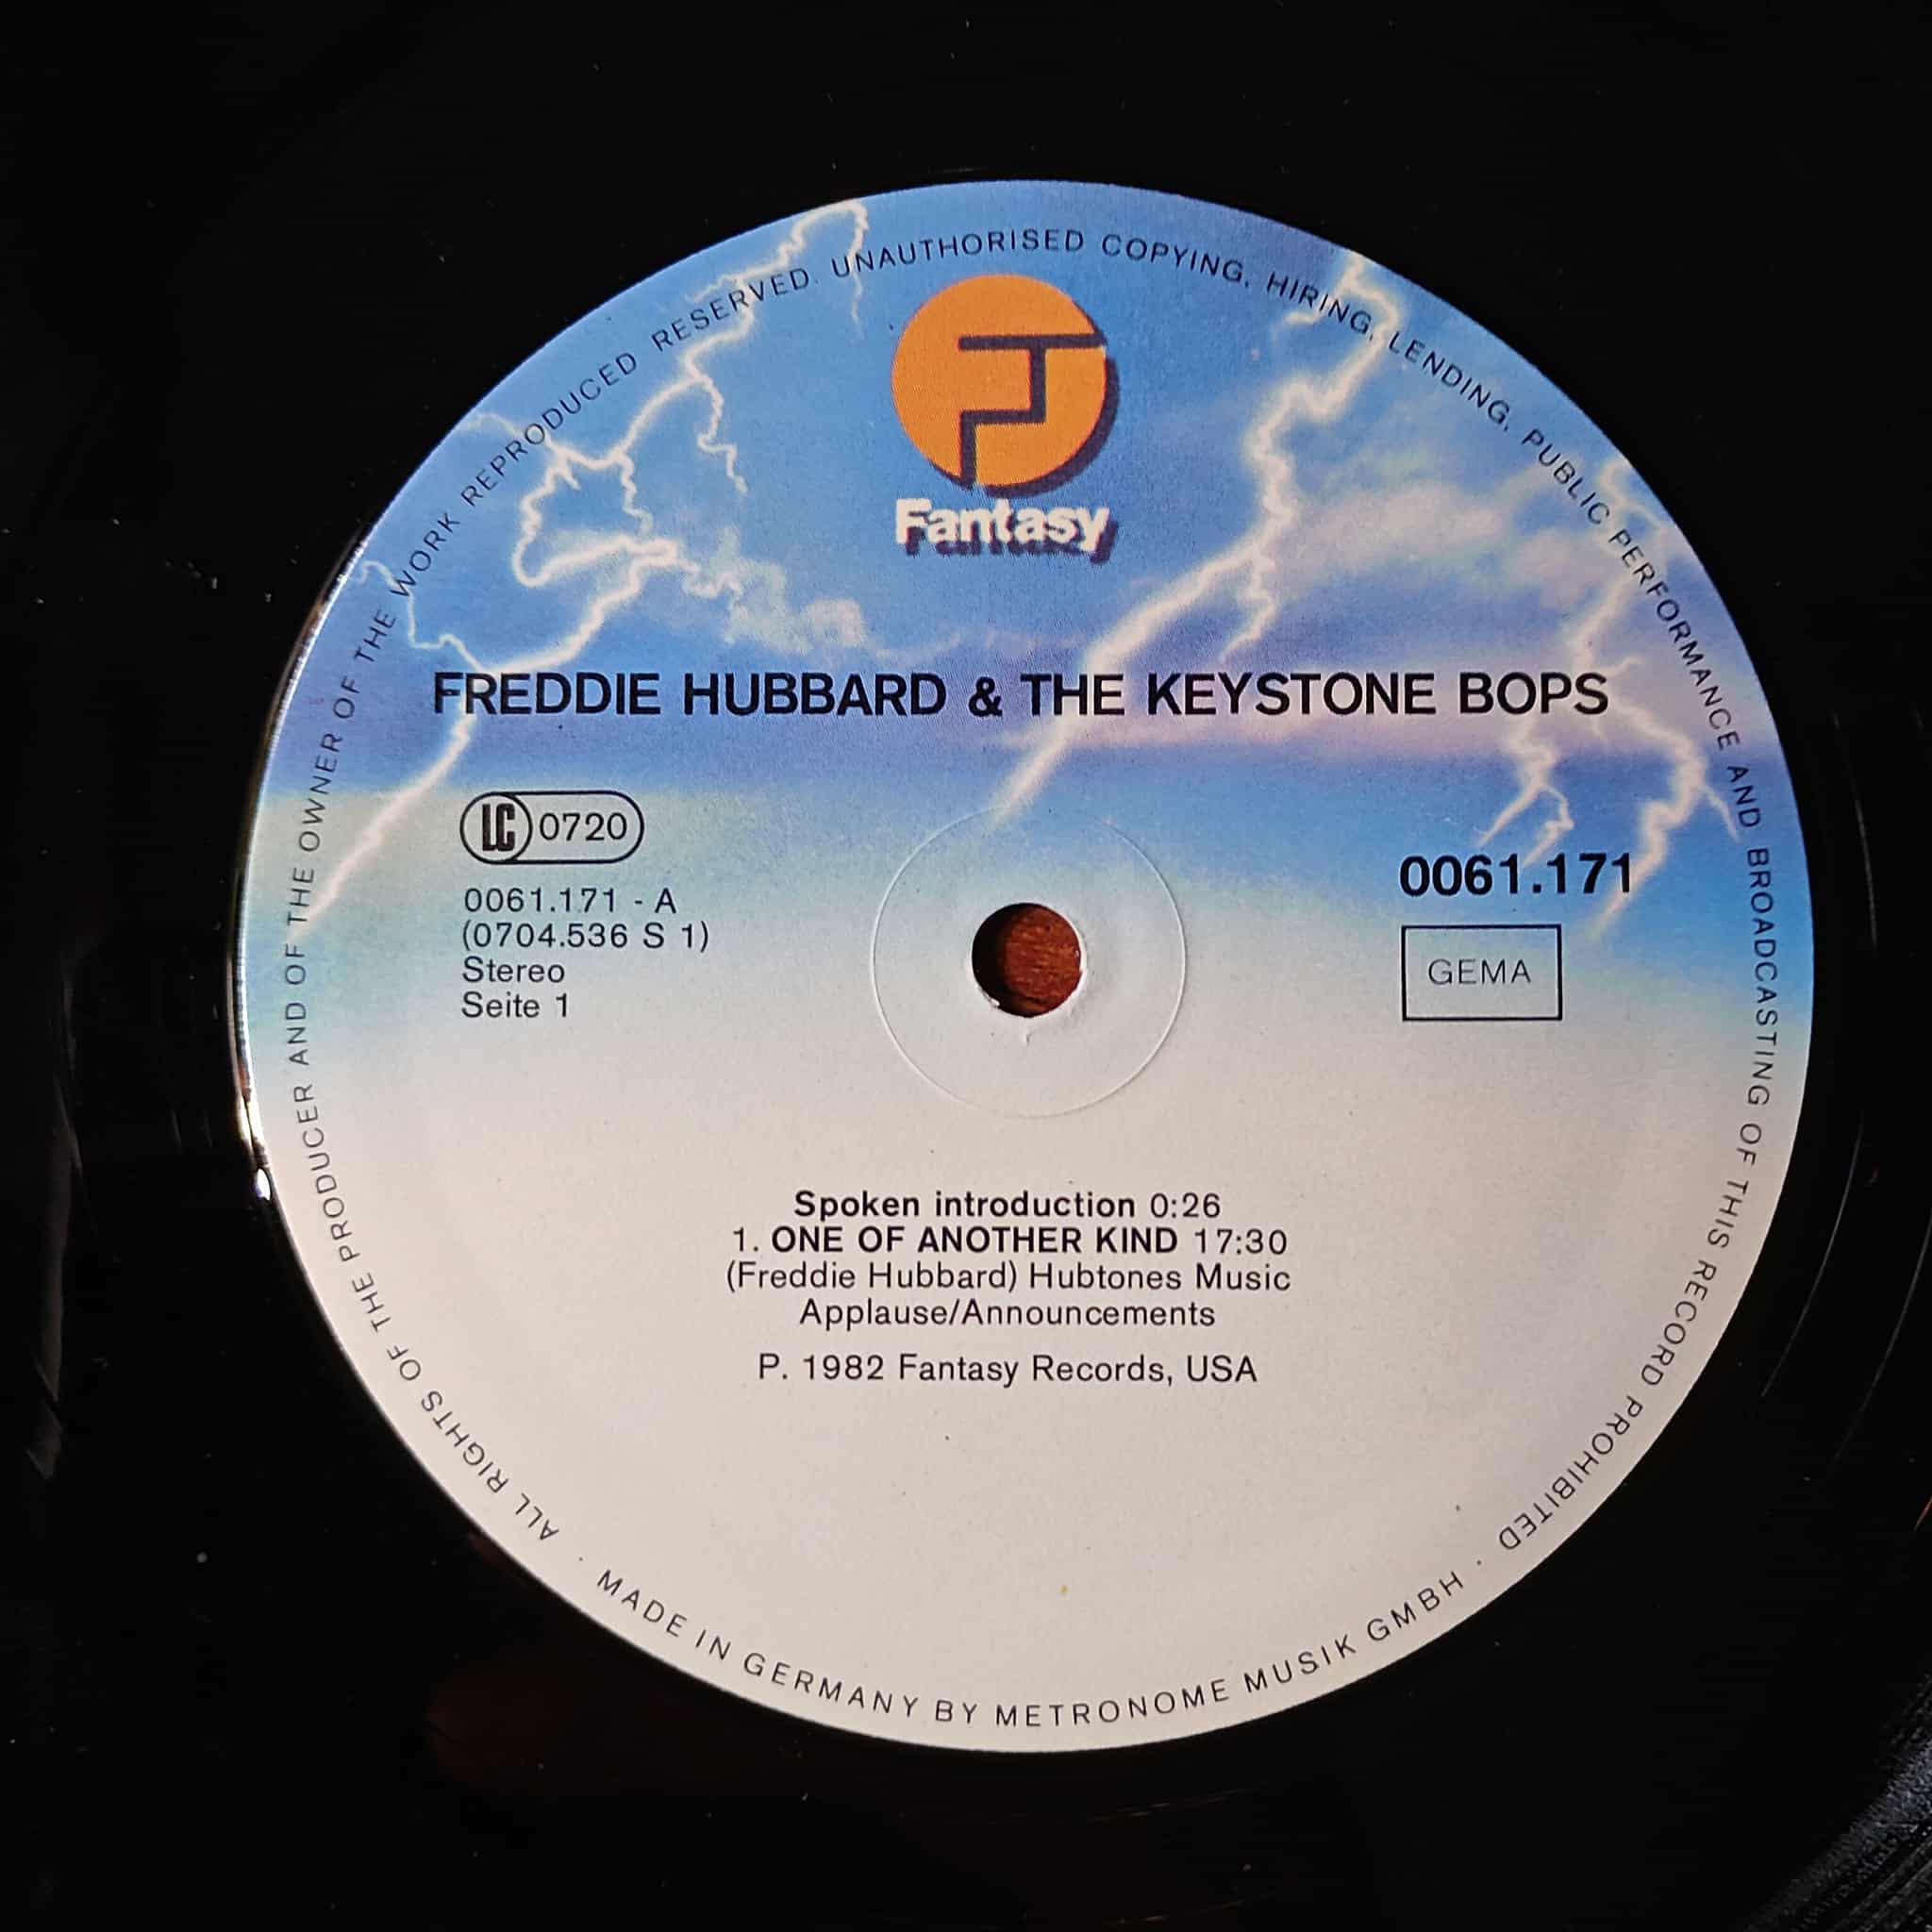 ALL RIGHTS OF THE PRODUCER AND OF THE OWNER OF THE WORK REPRODUCED RESERVED. UNAUTHORISED COPYING, HIRING, LENDING, PUBLIC PERFORMANCE AND BROADCASTING OF THIS RECORD PROHIBITED ·
Fantasy
FREDDIE HUBBARD & THE KEYSTONE BOPS
LC 0720
0061.171 - A
(0704.536 S 1)
Stereo
Seite 1
0061.171
GEMA
Spoken introduction 0:26
1. ONE OF ANOTHER KIND 17:30
(Freddie Hubbard) Hubtones Music
Applause/Announcements
P. 1982 Fantasy Records, USA
MADE IN GERMANY BY METRONOME MUSIK GMBH ·